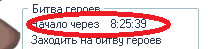 Битва героев
Начало через 8:25:39
Заходить на битву героев